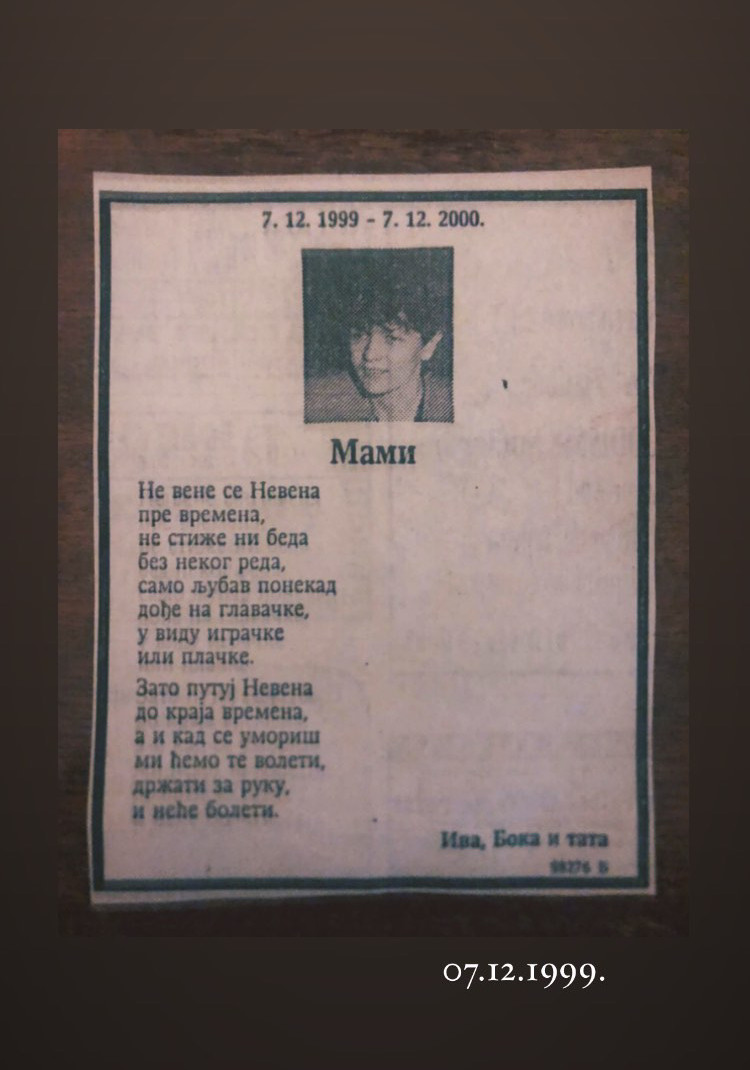 7. 12. 1999 – 7. 12. 2000.
Мами
Не вене се Невена
пре времена,
не стиже ни беда
без неког реда,
само љубав понекад
дође на главачке,
у виду играчке
или плачке.
Зато путуј Невена
до краја времена,
а и кад се умориш
ми ћемо те волети,
држати за руку,
и неће болети.
Ива, Бока и тата
98276 Б
07.12.1999.